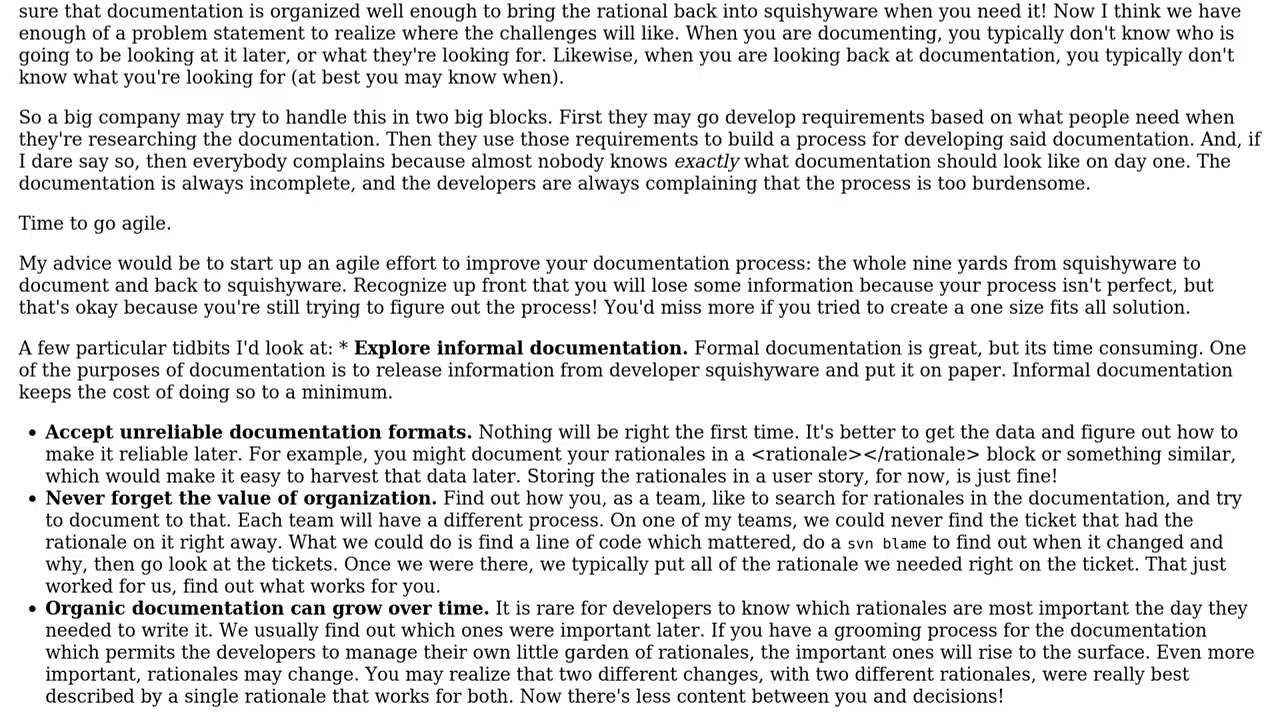 sure that documentation is organized well enough to bring the rational back into squishyware when you need it! Now I think we have
enough of a problem statement to realize where the challenges will like. When you are documenting, you typically don't know who is
going to be looking at it later, or what they're looking for. Likewise, when you are looking back at documentation, you typically don't
know what you're looking for (at best you may know when).
So a big company may try to handle this in two big blocks. First they may go develop requirements based on what people need when
they're researching the documentation. Then they use those requirements to build a process for developing said documentation. And, if
I dare say so, then everybody complains because almost nobody knows exactly what documentation should look like on day one. The
documentation is always incomplete, and the developers are always complaining that the process is too burdensome.
Time to go agile.
My advice would be to start up an agile effort to improve your documentation process: the whole nine yards from squishyware to
document and back to squishyware. Recognize up front that you will lose some information because your process isn't perfect, but
that's okay because you're still trying to figure out the process! You'd miss more if you tried to create a one size fits all solution.
A few particular tidbits I'd look at: * Explore informal documentation. Formal documentation is great, but its time consuming. One
of the purposes of documentation is to release information from developer squishyware and put it on paper. Informal documentation
keeps the cost of doing so to a minimum.
• Accept unreliable documentation formats. Nothing will be right the first time. It's better to get the data and figure out how to
make it reliable later. For example, you might document your rationales in a <rationale></rationale> block or something similar,
which would make it easy to harvest that data later. Storing the rationales in a user story, for now, is just fine!
• Never forget the value of organization. Find out how you, as a team, like to search for rationales in the documentation, and try
to document to that. Each team will have a different process. On one of my teams, we could never find the ticket that had the
rationale on it right away. What we could do is find a line of code which mattered, do a svn blame to find out when it changed and
why, then go look at the tickets. Once we were there, we typically put all of the rationale we needed right on the ticket. That just
worked for us, find out what works for you.
• Organic documentation can grow over time. It is rare for developers to know which rationales are most important the day they
needed to write it. We usually find out which ones were important later. If you have a grooming process for the documentation
which permits the developers to manage their own little garden of rationales, the important ones will rise to the surface. Even more
important, rationales may change. You may realize that two different changes, with two different rationales, were really best
described by a single rationale that works for both. Now there's less content between you and decisions!